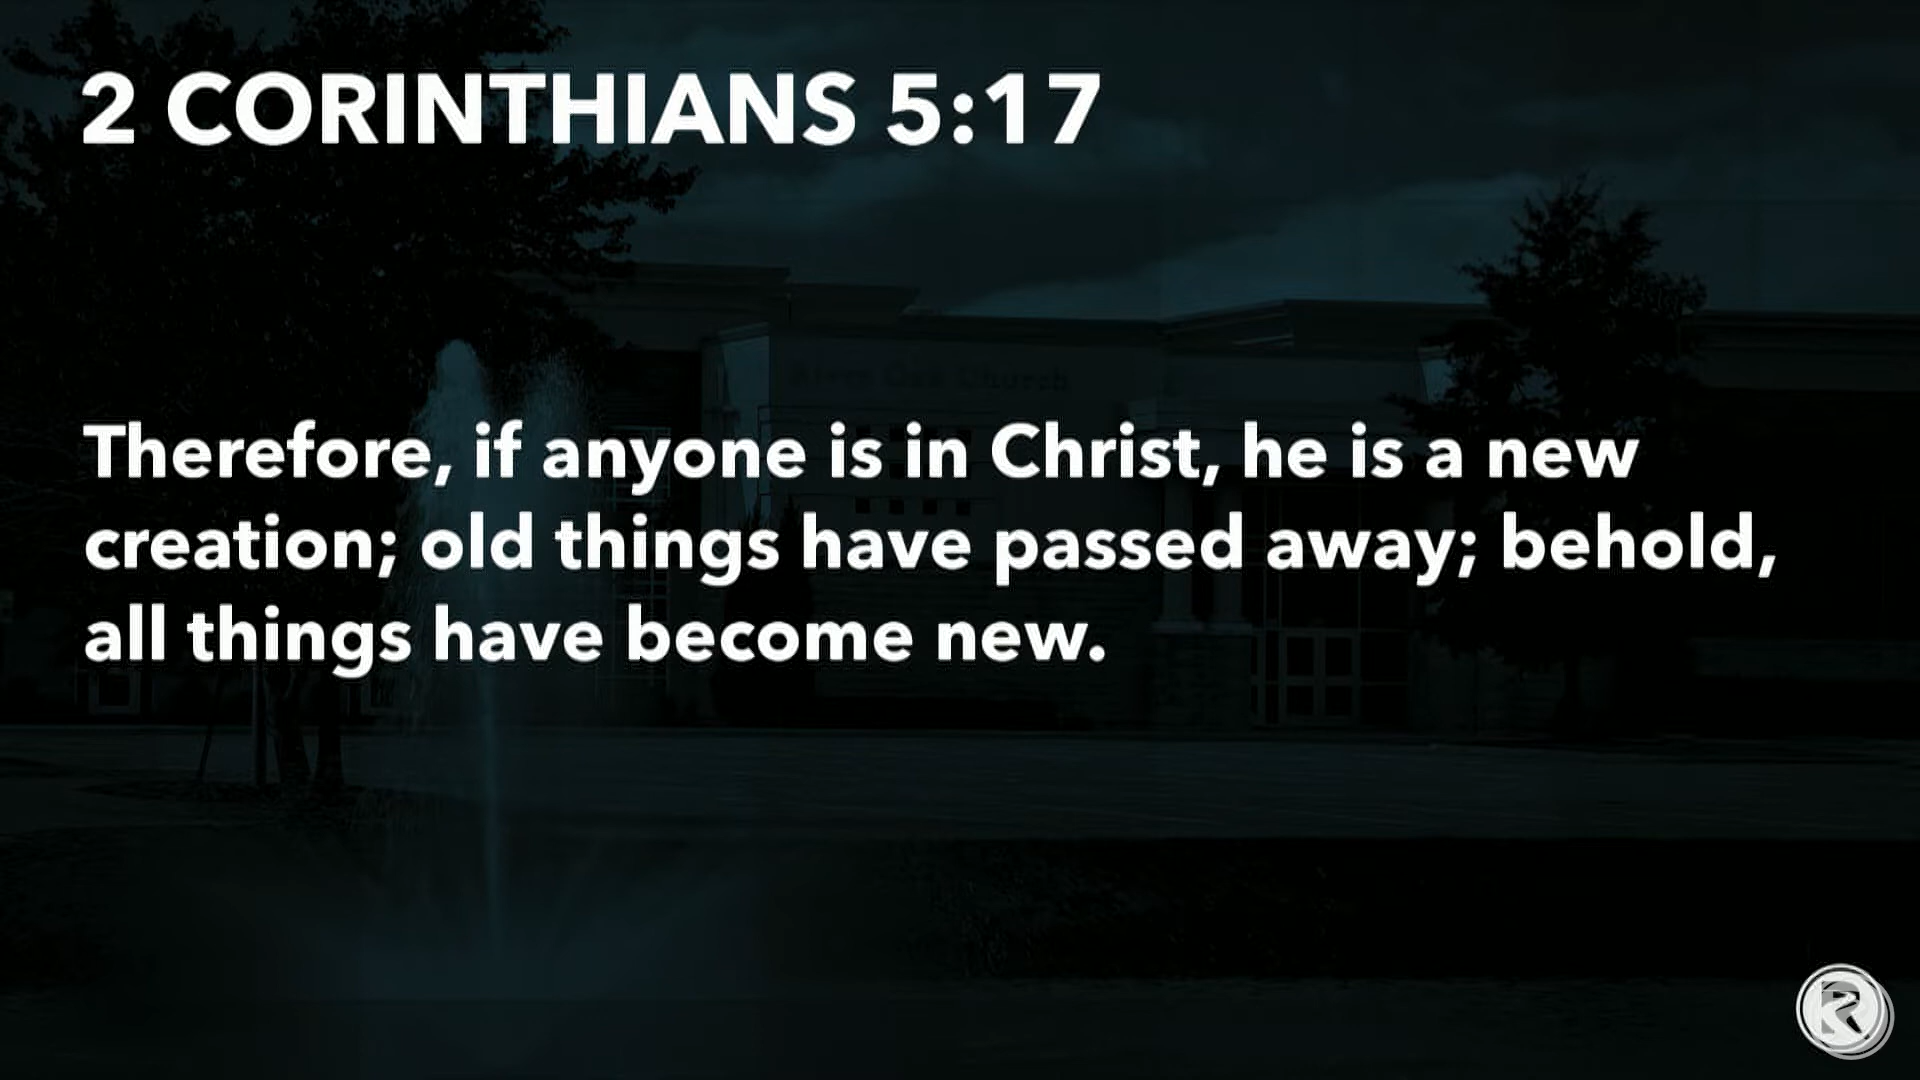 2 CORINTHIANS 5:17
Church
Therefore, if anyone is in Christ, he is a new
creation; old things have passed away; behold,
all things have become new.
R